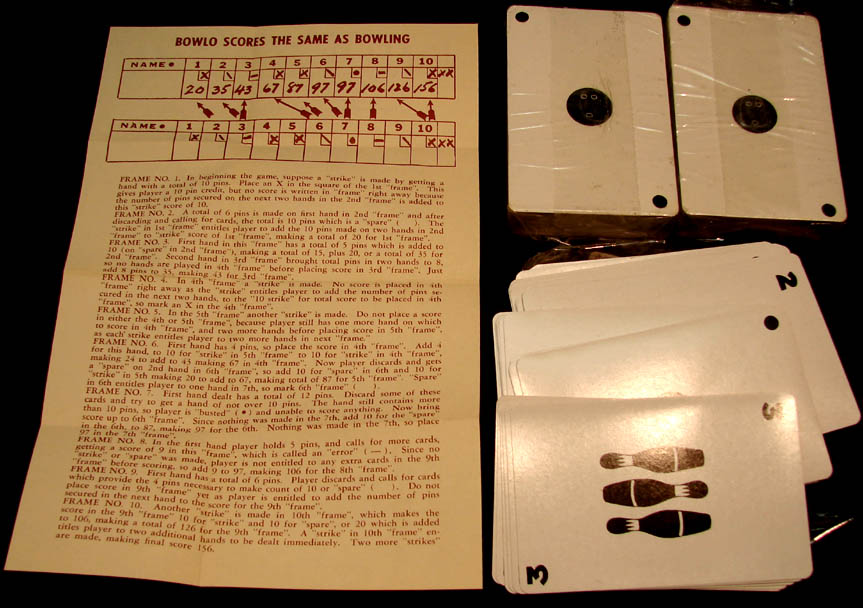 BOWLO SCORES THE SAME AS BOWLING
NAME 1 2 3 4 5 6 7 8 9 10
X \ — X X \ • — \ X X X
20 35 43 67 87 97 97 106 126 156
NAME 1 2 3 4 5 6 7 8 9 10
X \ — X X \ • — \ X X X
FRAME NO. 1. In beginning the game, suppose a "strike" is made by getting a
hand with a total of 10 pins. Place an X in the square of the 1st "frame". This
gives player a 10 pin credit, but no score is written in "frame" right away because
the number of pins secured on the next two hands in the 2nd "frame" is added to
this "strike" score of 10.
FRAME NO. 2. A total of 6 pins is made on first hand in 2nd "frame" and after
discarding and calling for cards, the total is 10 pins which is a "spare" ( \ ). The
"strike" in 1st "frame" entitles player to add the 10 pins made on two hands in 2nd
"frame" to "strike" score of 1st "frame", making a total of 20 for 1st "frame".
FRAME NO. 3. First hand in this "frame" has a total of 5 pins which is added to
10 (on "spare" in 2nd "frame"), making a total of 15, plus 20, or a total of 35 for
2nd "frame". Second hand in 3rd "frame" brought total pins in two hands to 8,
so no hands are played in 4th "frame" before placing score in 3rd "frame". Just
add 8 pins to 35, making 43 for 3rd "frame".
FRAME NO. 4. In 4th "frame" a "strike" is made. No score is placed in 4th
"frame" right away as the "strike" entitles player to add the number of pins se-
cured in the next two hands, to the "10 strike" for total score to be placed in 4th
"frame", so mark an X in the 4th "frame".
FRAME NO. 5. In the 5th "frame" another "strike" is made. Do not place a score
in either the 4th or 5th "frame", because player still has one more hand on which
to score in 4th "frame", and two more hands before placing score in 5th "frame",
as each strike entitles player to two more hands in next "frame".
FRAME NO. 6. First hand has 4 pins, so place the score in 4th "frame". Add 4
for this hand, to 10 for "strike" in 5th "frame" to 10 for "strike" in 4th "frame",
making 24 to add to 43 making 67 in 4th "frame". Now player discards and gets
a "spare" on 2nd hand in 6th "frame", so add 10 for "spare" in 6th and 10 for
"strike" in 5th making 20 to add to 67, making total of 87 for 5th "frame". "Spare"
in 6th entitles player to one hand in 7th, so mark 6th "frame" ( \ ).
FRAME NO. 7. First hand dealt has a total of 12 pins. Discard some of these
cards and try to get a hand of not over 10 pins. The hand still contains more
than 10 pins, so player is "busted" (•) and unable to score anything. Now bring
score up to 6th "frame". Since nothing was made in the 7th, add 10 for the "spare"
in the 6th, to 87, making 97 for the 6th. Nothing was made in the 7th, so place
97 in the 7th "frame".
FRAME NO. 8. In the first hand player holds 5 pins, and calls for more cards,
getting a score of 9 in this "frame", which is called an "error" (—). Since no
"strike" or "spare" was made, player is not entitled to any extra cards in the 9th
"frame" before scoring, so add 9 to 97, making 106 for the 8th "frame".
FRAME NO. 9. First hand has a total of 6 pins. Player discards and calls for cards
which provide the 4 pins necessary to make count of 10 or "spare" ( \ ). Do not
place score in 9th "frame" yet as player is entitled to add the number of pins
secured in the next hand to the score for the 9th "frame".
FRAME NO. 10. Another "strike" is made in 10th "frame", which makes the
score in the 9th "frame" 10 for "strike" and 10 for "spare", or 20 which is added
to 106, making a total of 126 for the 9th "frame". A "strike" in 10th "frame" en-
titles player to two additional hands to be dealt immediately. Two more "strikes"
are made, making final score 156.
2
3
3